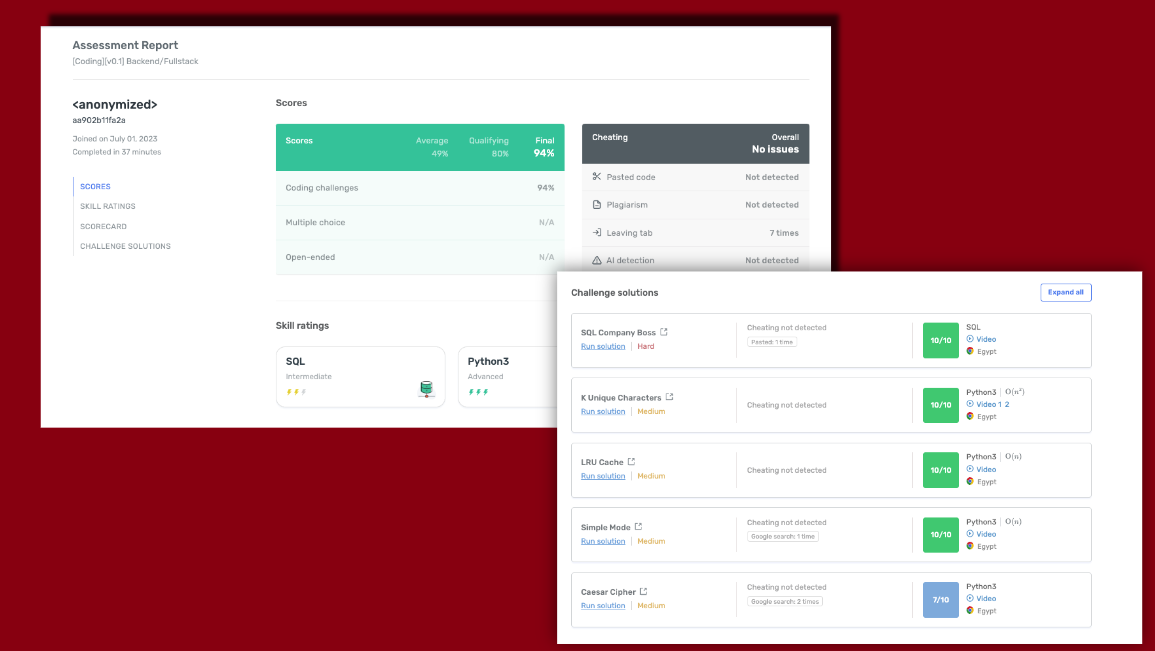 Assessment Report
[Coding][v0.1] Backend/Fullstack
<anonymized>
aa902b11fa2a
Joined on July 01, 2023
Completed in 37 minutes
SCORES
SKILL RATINGS
SCORECARD
CHALLENGE SOLUTIONS
Scores
Scores Average Qualifying Final
49% 80% 94%
Coding challenges 94%
Multiple choice N/A
Open-ended N/A
Cheating Overall
No issues
Pasted code Not detected
Plagiarism Not detected
Leaving tab 7 times
AI detection Not detected
Skill ratings
SQL
Intermediate
Python3
Advanced
Challenge solutions Expand all
SQL Company Boss
Run solution | Hard
Cheating not detected
Pasted: 1 time
10/10
SQL
Video
Egypt
K Unique Characters
Run solution | Medium
Cheating not detected
10/10
Python3 | O(n²)
Video 1 2
Egypt
LRU Cache
Run solution | Medium
Cheating not detected
10/10
Python3 | O(n)
Video
Egypt
Simple Mode
Run solution | Medium
Cheating not detected
Google search: 1 time
10/10
Python3 | O(n)
Video
Egypt
Caesar Cipher
Run solution | Medium
Cheating not detected
Google search: 2 times
7/10
Python3
Video
Egypt